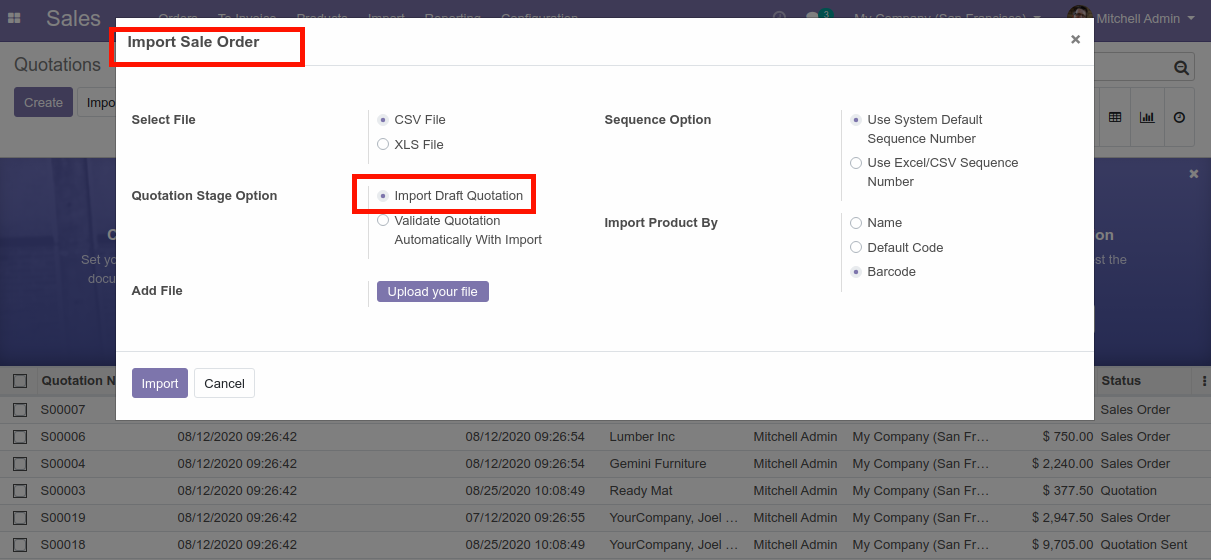 Sales Orders To Invoice Products Import Reporting Configuration 3 My Company (San Francisco) Mitchell Admin
Import Sale Order ×
Quotations
Create Impo
Select File
CSV File
XLS File
Sequence Option
Use System Default
Sequence Number
Use Excel/CSV Sequence
Number
Quotation Stage Option
Import Draft Quotation
Validate Quotation
Automatically With Import
Import Product By
Name
Default Code
Barcode
Set yo
docu
on
st the
Add File
Upload your file
Import Cancel
Quotation N Status
S00007 Sales Order
S00006 08/12/2020 09:26:42 08/12/2020 09:26:54 Lumber Inc Mitchell Admin My Company (San Fr… $ 750.00 Sales Order
S00004 08/12/2020 09:26:42 08/12/2020 09:26:54 Gemini Furniture Mitchell Admin My Company (San Fr… $ 2,240.00 Sales Order
S00003 08/12/2020 09:26:42 08/25/2020 10:08:49 Ready Mat Mitchell Admin My Company (San Fr… $ 377.50 Quotation
S00019 08/12/2020 09:26:42 07/12/2020 09:26:55 YourCompany, Joel … Mitchell Admin My Company (San Fr… $ 2,947.50 Sales Order
S00018 08/12/2020 09:26:42 08/25/2020 10:08:49 YourCompany, Joel … Mitchell Admin My Company (San Fr… $ 9,705.00 Quotation Sent